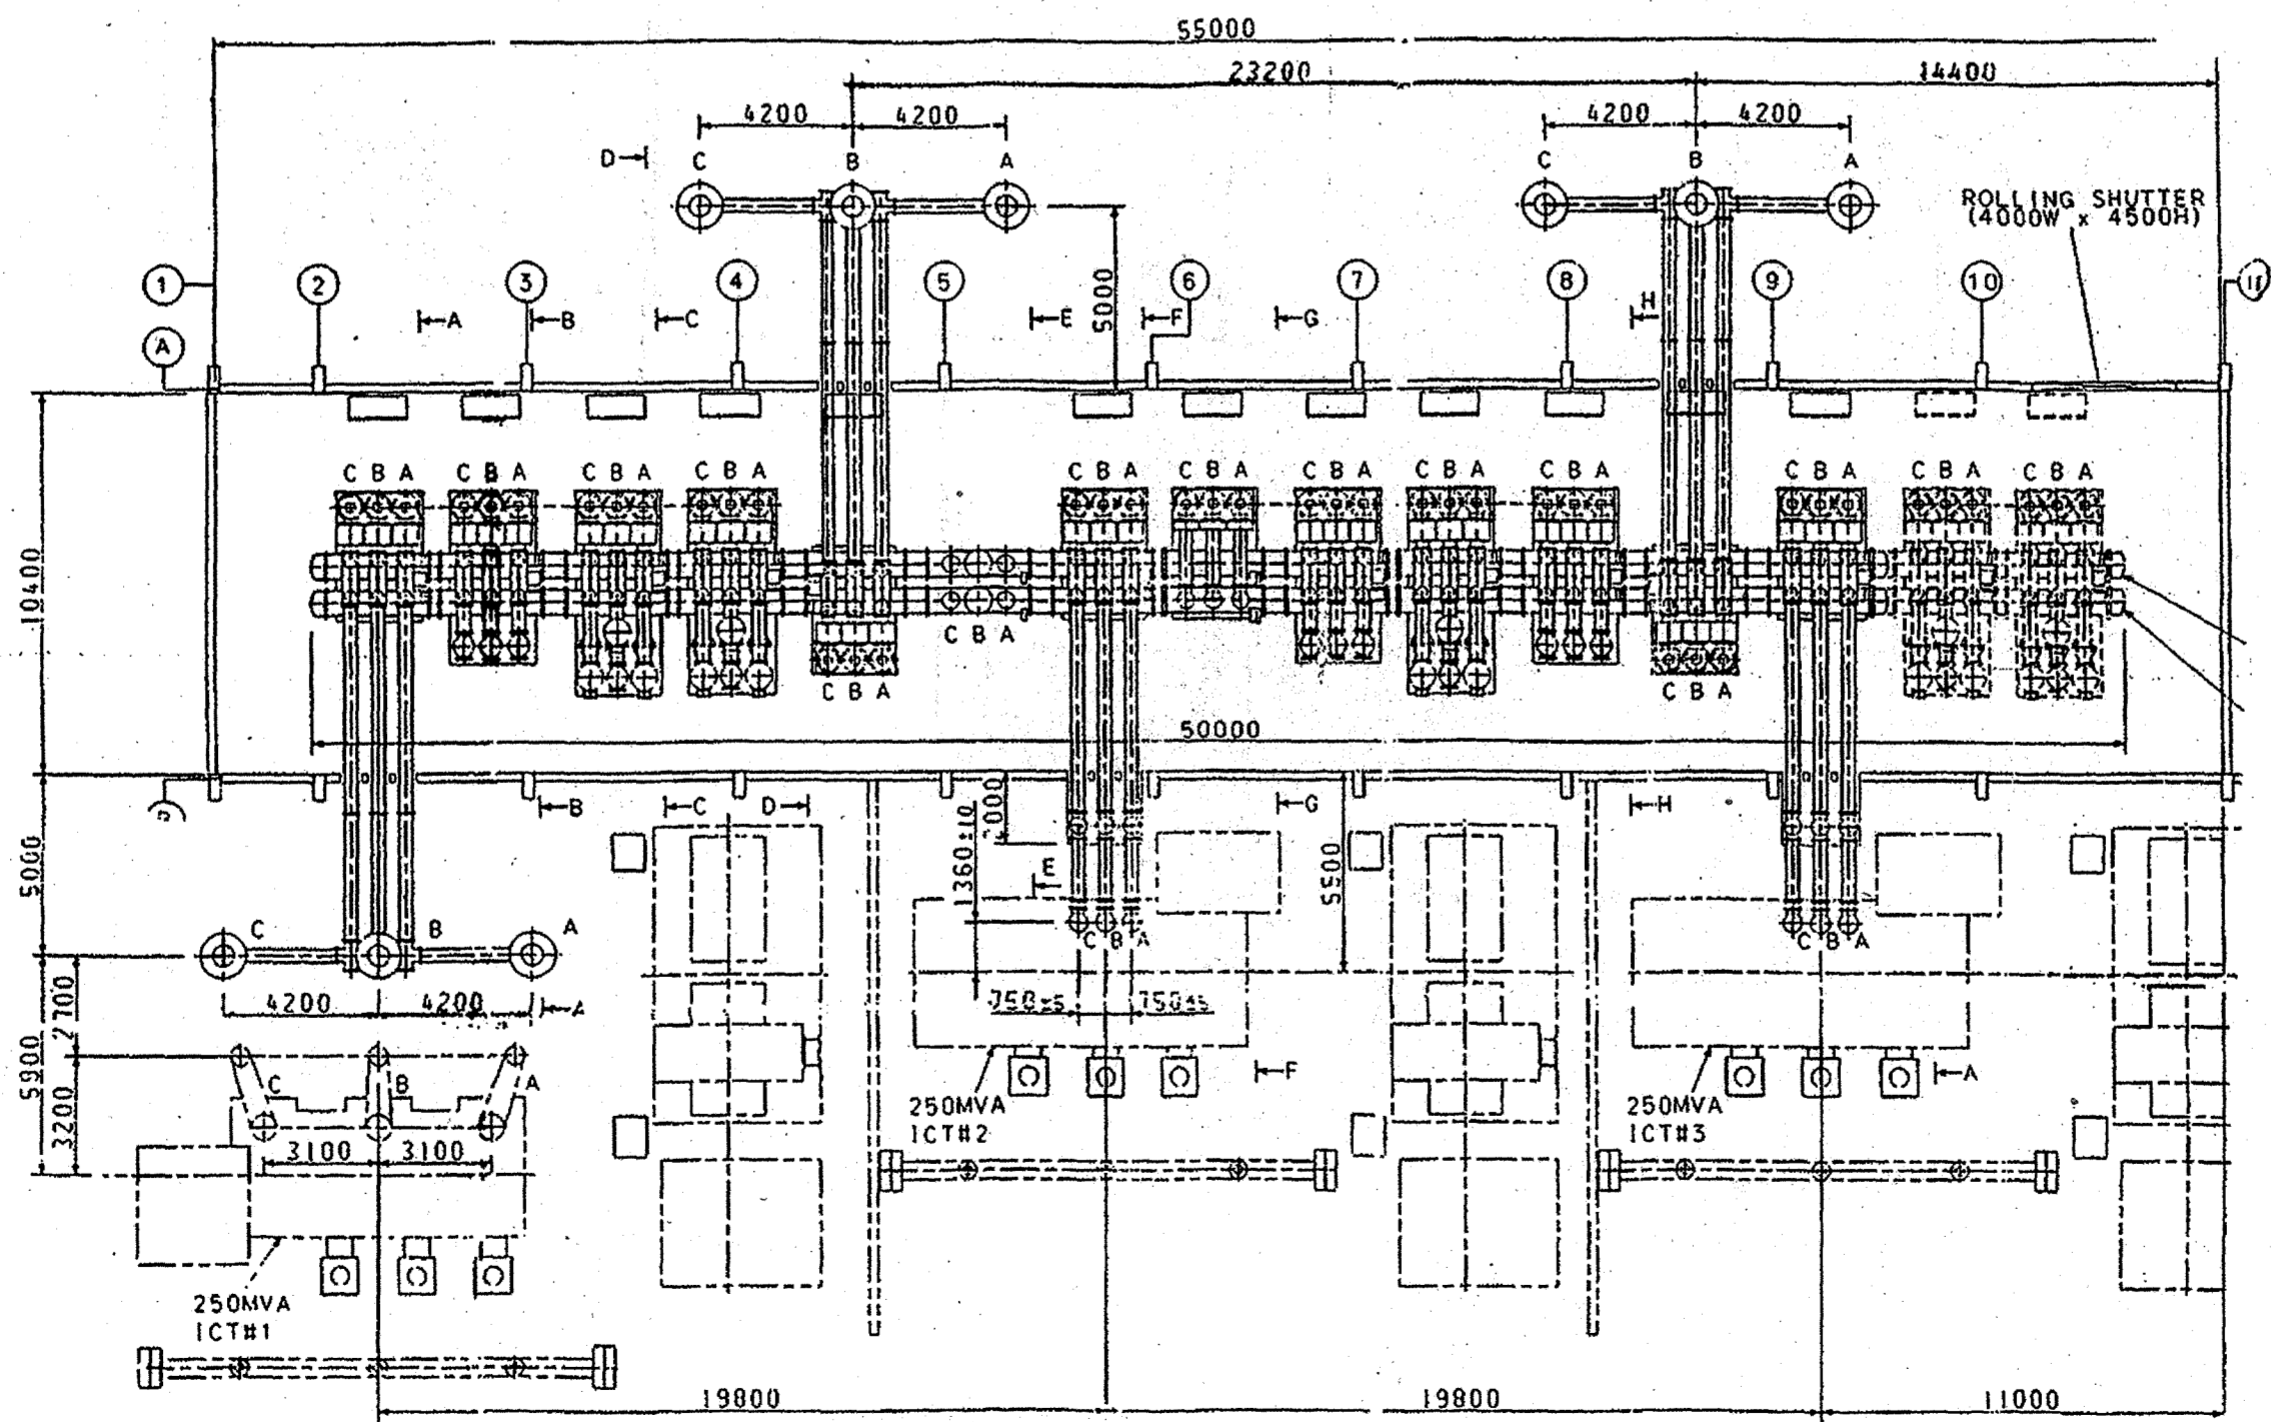 55000
23200
14400
4200
4200
4200
4200
D
C
B
A
C
B
A
ROLLING SHUTTER
(4000W x 4500H)
1
2
3
4
5
6
7
8
9
10
11
A
A
B
C
E
F
G
H
5000
C B A
C B A
C B A
C B A
C B A
C B A
C B A
C B A
C B A
C B A
C B A
C B A
10400
C B A
C B A
C B A
50000
B
C
D
G
H
1360±10
5500
5000
E
C B A
C B A
C
B
A
4200
4200
A
750±5
750±5
2700
5900
3200
C
B
A
F
A
3100
3100
250MVA
ICT#2
250MVA
ICT#3
250MVA
ICT#1
19800
19800
11000